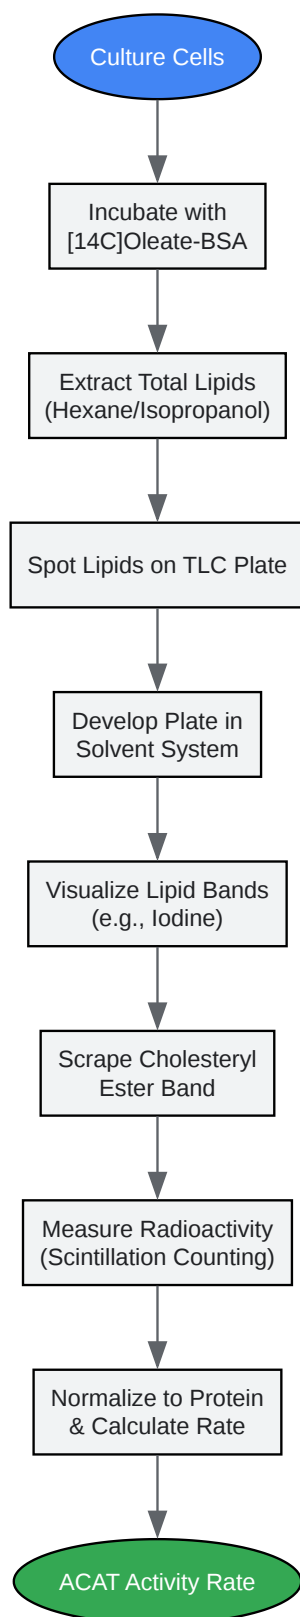 Culture Cells
Incubate with
[14C]Oleate-BSA
Extract Total Lipids
(Hexane/Isopropanol)
Spot Lipids on TLC Plate
Develop Plate in
Solvent System
Visualize Lipid Bands
(e.g., Iodine)
Scrape Cholesteryl
Ester Band
Measure Radioactivity
(Scintillation Counting)
Normalize to Protein
& Calculate Rate
ACAT Activity Rate